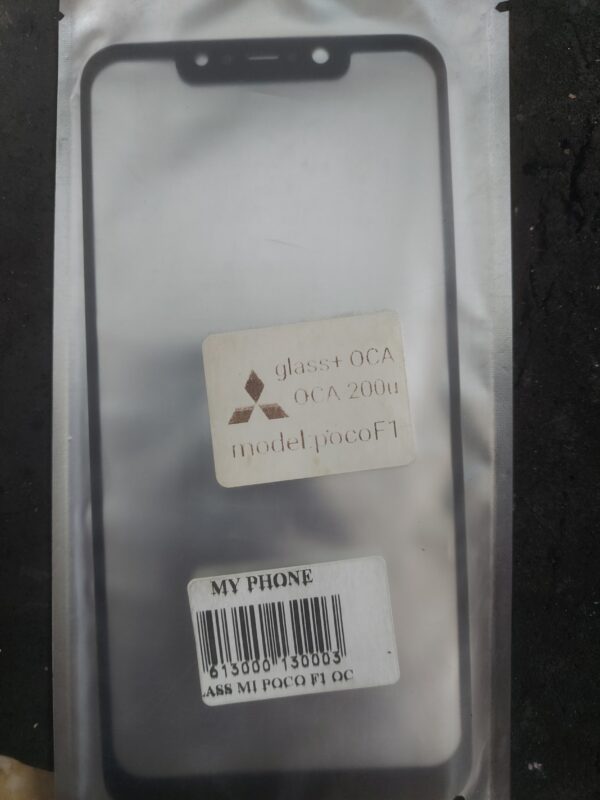 glass+ OCA
OCA 200u
model:pocoF1
MY PHONE
613000 130003
.ASS MI POCO F1 OC